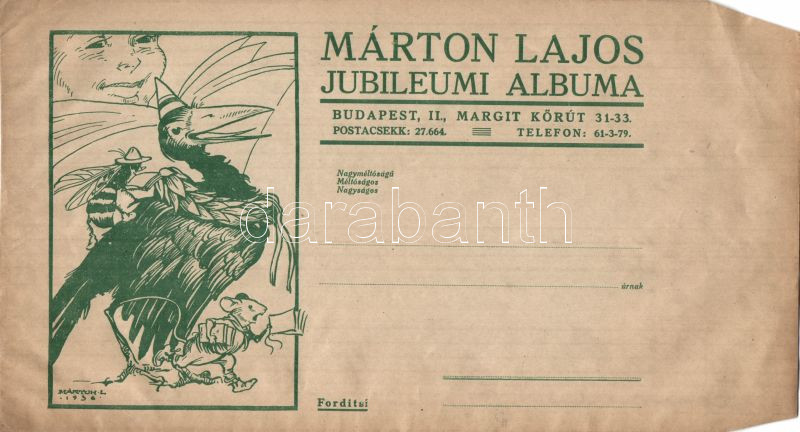 MÁRTON LAJOS
JUBILEUMI ALBUMA
BUDAPEST, II., MARGIT KÖRÚT 31-33.
POSTACSEKK: 27.664. TELEFON: 61-3-79.
Nagyméltóságú
Méltóságos
Nagyságos
darabanth
úrnak
MÁRTON.L
.1936.
Fordíts!